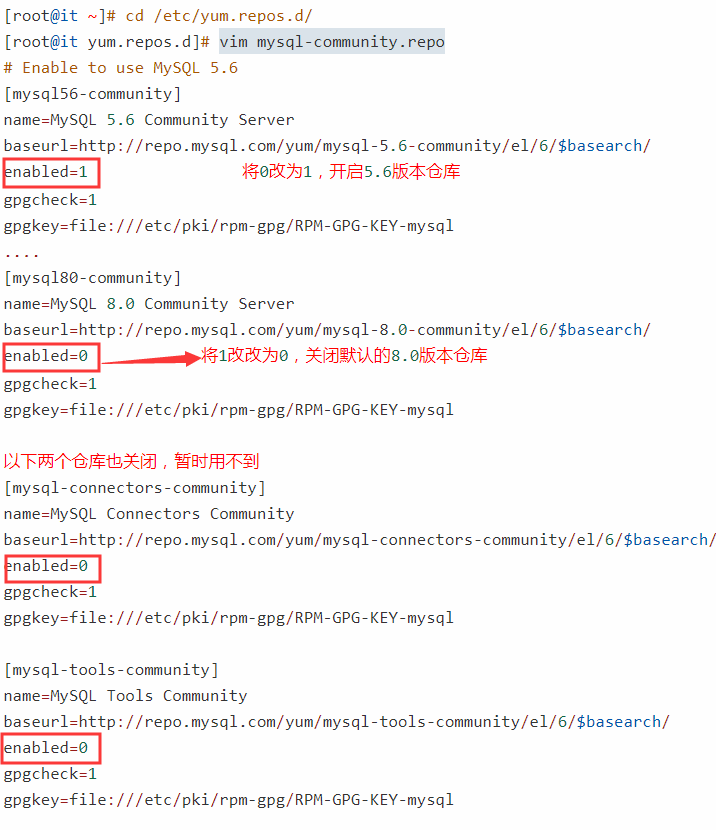 [root@it ~]# cd /etc/yum.repos.d/
[root@it yum.repos.d]# vim mysql-community.repo
# Enable to use MySQL 5.6
[mysql56-community]
name=MySQL 5.6 Community Server
baseurl=http://repo.mysql.com/yum/mysql-5.6-community/el/6/$basearch/
enabled=1 将0改为1，开启5.6版本仓库
gpgcheck=1
gpgkey=file:///etc/pki/rpm-gpg/RPM-GPG-KEY-mysql
....
[mysql80-community]
name=MySQL 8.0 Community Server
baseurl=http://repo.mysql.com/yum/mysql-8.0-community/el/6/$basearch/
enabled=0 将1改改为0，关闭默认的8.0版本仓库
gpgcheck=1
gpgkey=file:///etc/pki/rpm-gpg/RPM-GPG-KEY-mysql
以下两个仓库也关闭，暂时用不到
[mysql-connectors-community]
name=MySQL Connectors Community
baseurl=http://repo.mysql.com/yum/mysql-connectors-community/el/6/$basearch/
enabled=0
gpgcheck=1
gpgkey=file:///etc/pki/rpm-gpg/RPM-GPG-KEY-mysql
[mysql-tools-community]
name=MySQL Tools Community
baseurl=http://repo.mysql.com/yum/mysql-tools-community/el/6/$basearch/
enabled=0
gpgcheck=1
gpgkey=file:///etc/pki/rpm-gpg/RPM-GPG-KEY-mysql